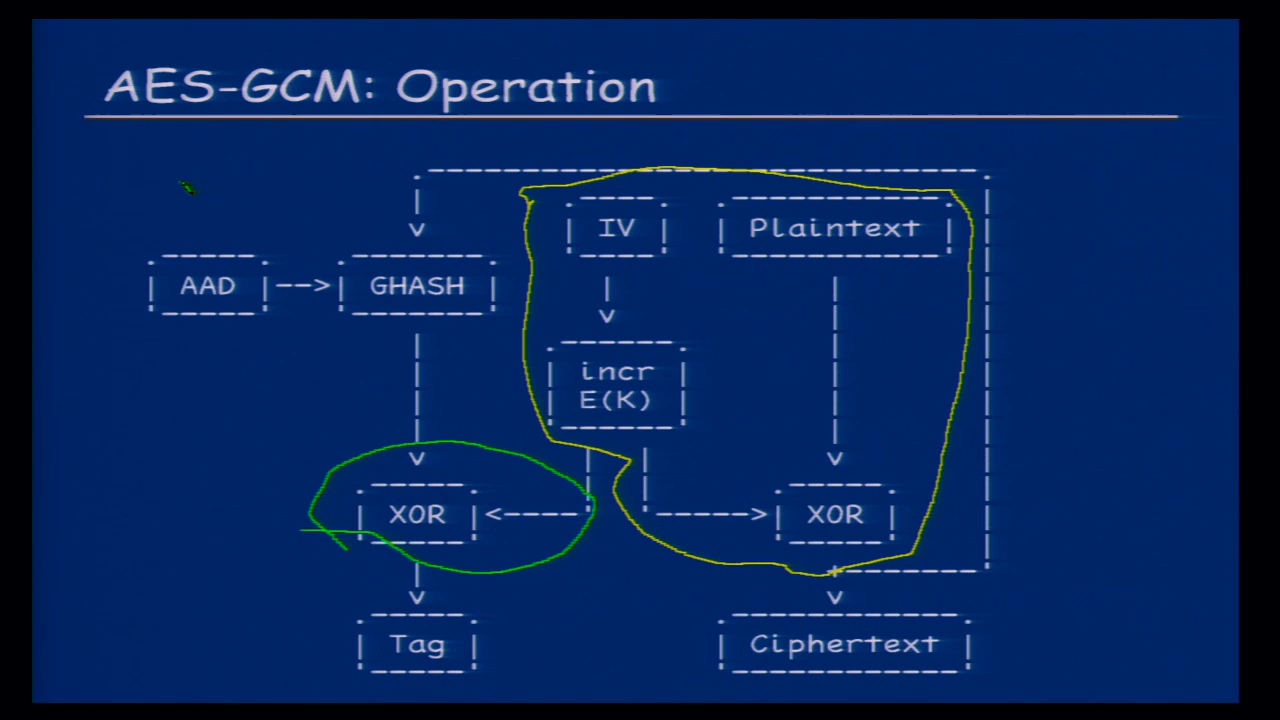 AES-GCM: Operation
IV
Plaintext
AAD
GHASH
incr
E(K)
XOR
XOR
Tag
Ciphertext